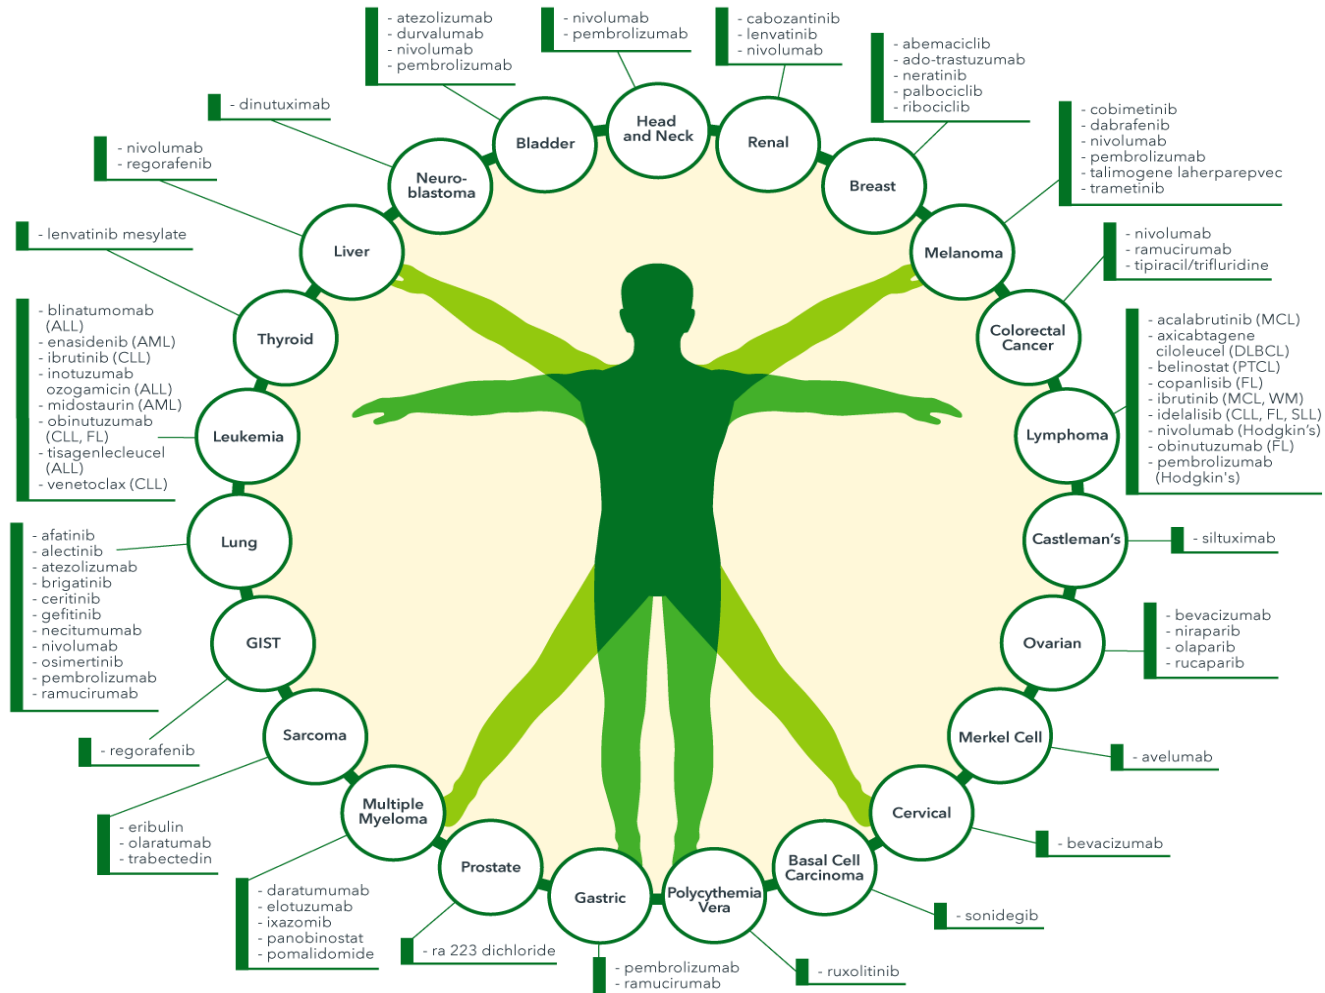 - atezolizumab
- durvalumab
- nivolumab
- pembrolizumab
Bladder
- nivolumab
- pembrolizumab
Head
and Neck
- cabozantinib
- lenvatinib
- nivolumab
Renal
- abemaciclib
- ado-trastuzumab
- neratinib
- palbociclib
- ribociclib
Breast
- cobimetinib
- dabrafenib
- nivolumab
- pembrolizumab
- talimogene laherparepvec
- trametinib
Melanoma
- nivolumab
- ramucirumab
- tipiracil/trifluridine
Colorectal
Cancer
- acalabrutinib (MCL)
- axicabtagene
ciloleucel (DLBCL)
- belinostat (PTCL)
- copanlisib (FL)
- ibrutinib (MCL, WM)
- idelalisib (CLL, FL, SLL)
- nivolumab (Hodgkin's)
- obinutuzumab (FL)
- pembrolizumab
(Hodgkin's)
Lymphoma
- siltuximab
Castleman's
- bevacizumab
- niraparib
- olaparib
- rucaparib
Ovarian
- avelumab
Merkel Cell
- bevacizumab
Cervical
- sonidegib
Basal Cell
Carcinoma
- ruxolitinib
Polycythemia
Vera
- pembrolizumab
- ramucirumab
Gastric
- ra 223 dichloride
Prostate
- daratumumab
- elotuzumab
- ixazomib
- panobinostat
- pomalidomide
Multiple
Myeloma
- eribulin
- olaratumab
- trabectedin
Sarcoma
- regorafenib
GIST
- afatinib
- alectinib
- atezolizumab
- brigatinib
- ceritinib
- gefitinib
- necitumumab
- nivolumab
- osimertinib
- pembrolizumab
- ramucirumab
Lung
- blinatumomab
(ALL)
- enasidenib (AML)
- ibrutinib (CLL)
- inotuzumab
ozogamicin (ALL)
- midostaurin (AML)
- obinutuzumab
(CLL, FL)
- tisagenlecleucel
(ALL)
- venetoclax (CLL)
Leukemia
- lenvatinib mesylate
Thyroid
- nivolumab
- regorafenib
Liver
- dinutuximab
Neuro-
blastoma